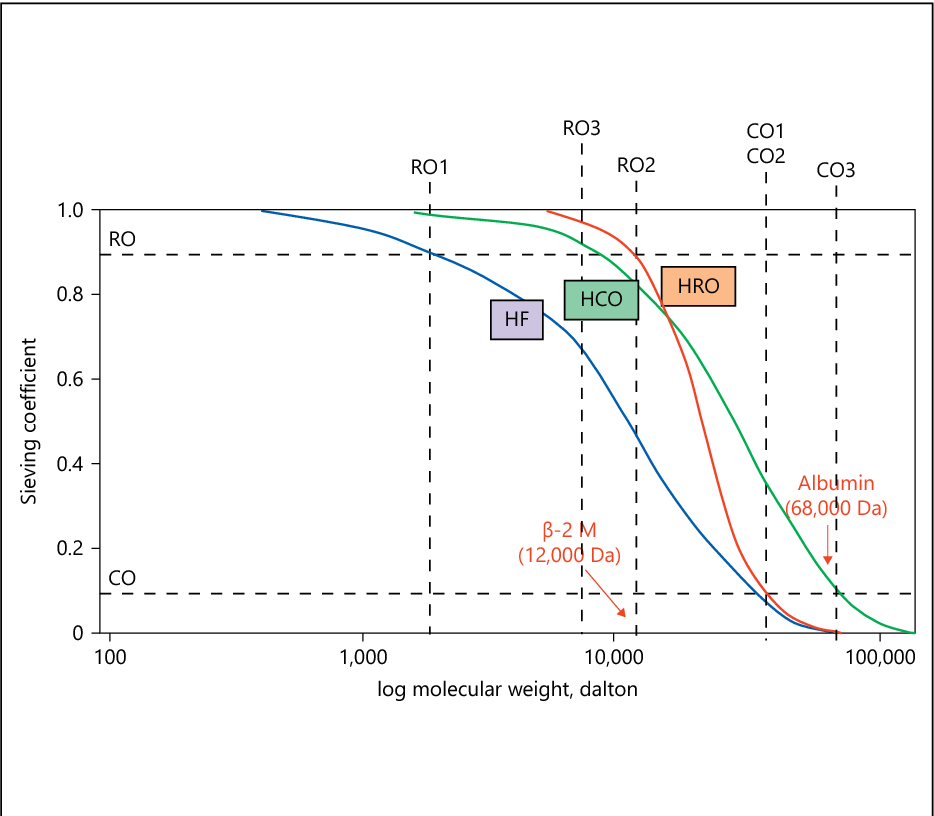 RO3
CO1
CO2
RO1
RO2
CO3
1.0
RO
0.8
HCO
HRO
HF
0.6
Sieving coefficient
0.4
Albumin
(68,000 Da)
β-2 M
(12,000 Da)
0.2
CO
0
100
1,000
10,000
100,000
log molecular weight, dalton